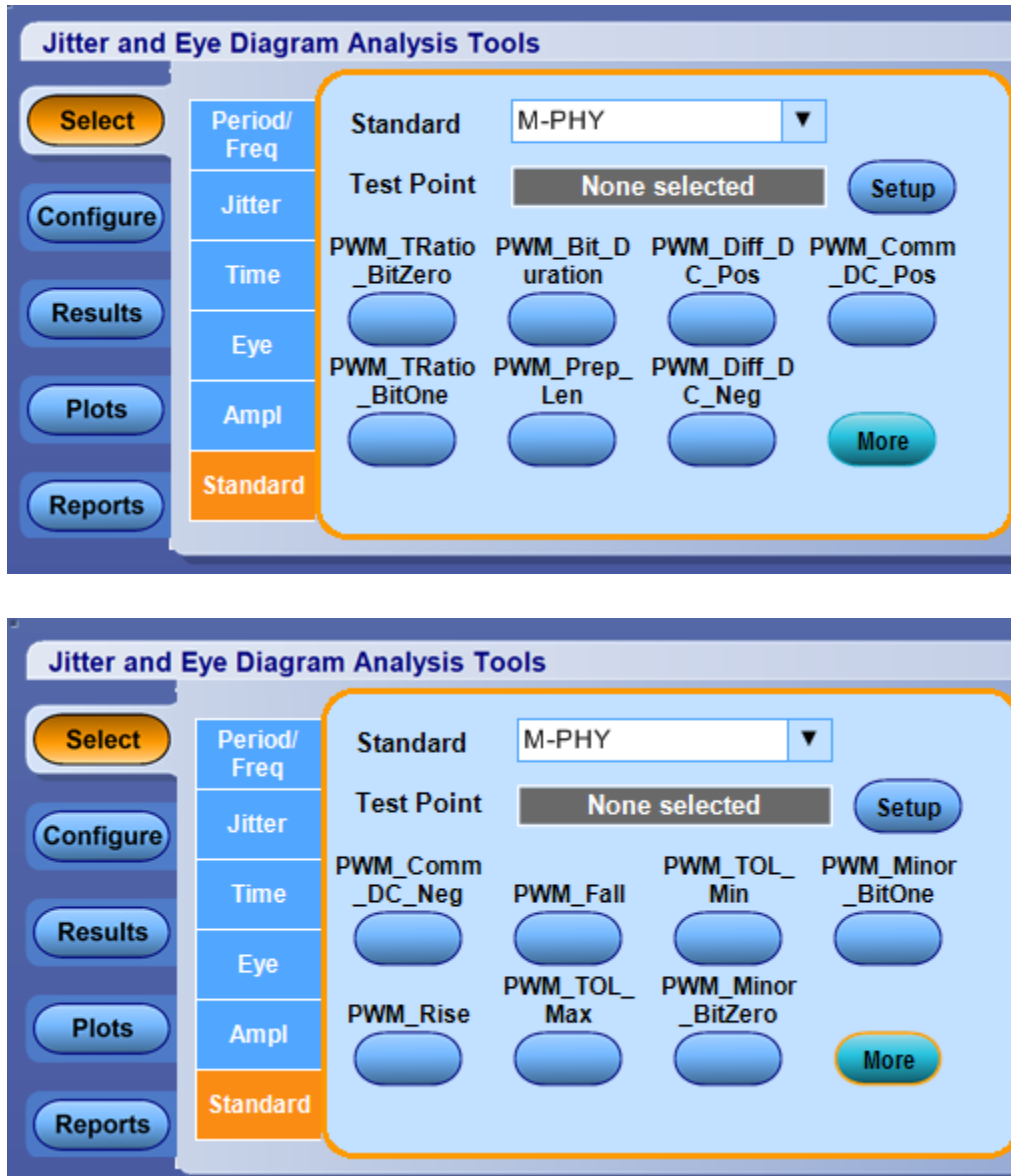 Jitter and Eye Diagram Analysis Tools
Select
Configure
Results
Plots
Reports
Period/
Freq
Jitter
Time
Eye
Ampl
Standard
Standard M-PHY
Test Point None selected Setup
PWM_TRatio PWM_Bit_D PWM_Diff_D PWM_Comm
_BitZero uration C_Pos _DC_Pos
PWM_TRatio PWM_Prep_ PWM_Diff_D
_BitOne Len C_Neg
More
Jitter and Eye Diagram Analysis Tools
Select
Configure
Results
Plots
Reports
Period/
Freq
Jitter
Time
Eye
Ampl
Standard
Standard M-PHY
Test Point None selected Setup
PWM_Comm PWM_TOL_ PWM_Minor
_DC_Neg PWM_Fall Min _BitOne
PWM_TOL_ PWM_Minor
PWM_Rise Max _BitZero
More